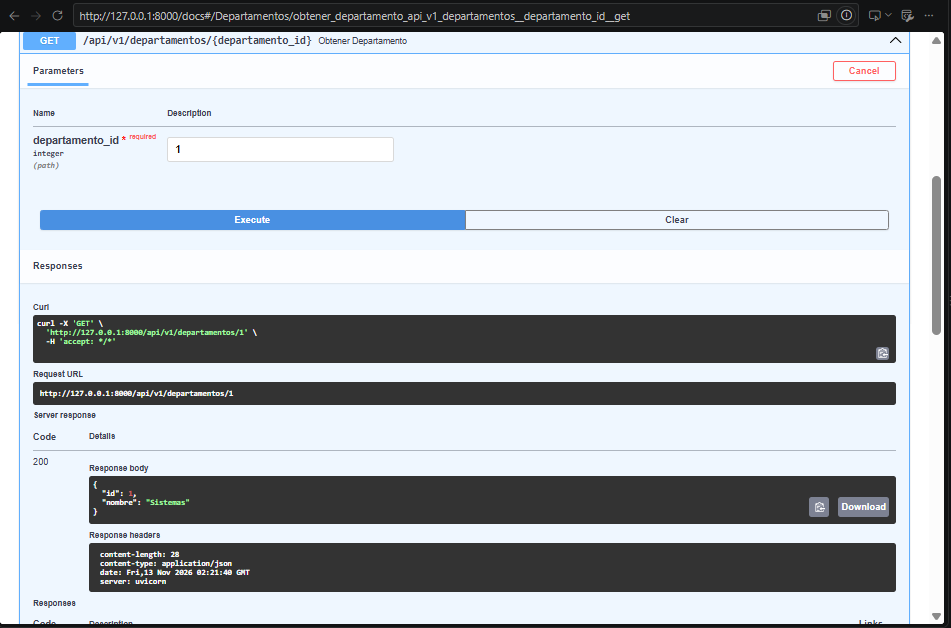 http://127.0.0.1:8000/docs#/Departamentos/obtener_departamento_api_v1_departamentos__departamento_id__get
GET /api/v1/departamentos/{departamento_id} Obtener Departamento
Parameters
Cancel
Name Description
departamento_id * required
integer
(path)
1
Execute Clear
Responses
Curl
curl -X 'GET' \
'http://127.0.0.1:8000/api/v1/departamentos/1' \
-H 'accept: */*'
Request URL
http://127.0.0.1:8000/api/v1/departamentos/1
Server response
Code Details
200
Response body
{
"id": 1,
"nombre": "Sistemas"
}
Download
Response headers
content-length: 28
content-type: application/json
date: Fri,13 Nov 2026 02:21:40 GMT
server: uvicorn
Responses
Code Description Links